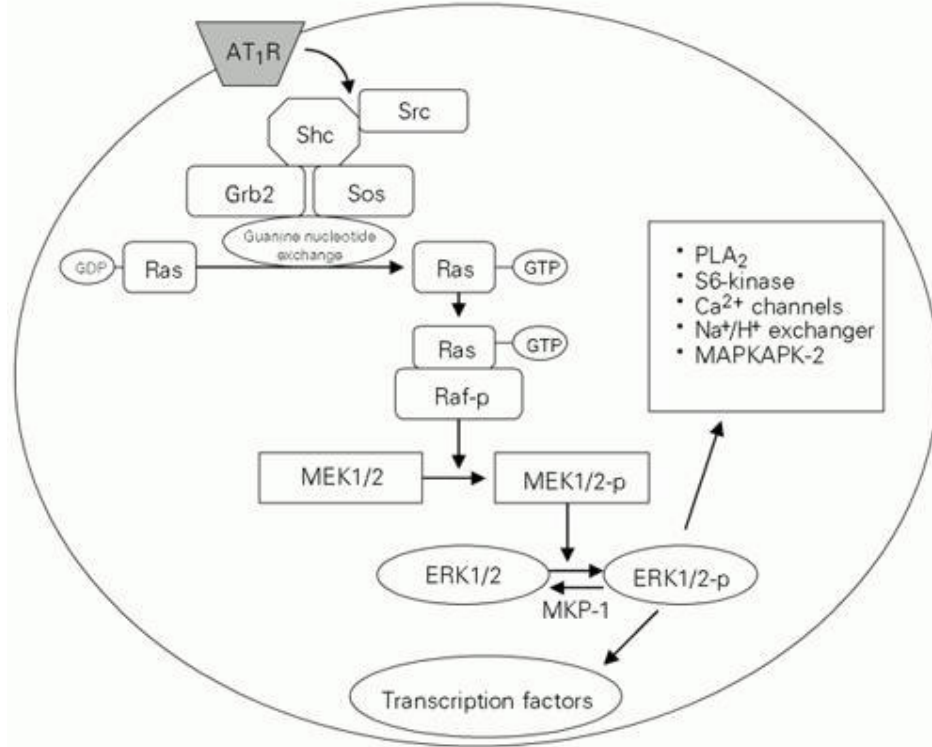 AT₁R
Src
Shc
Grb2
Sos
Guanine nucleotide
exchange
GDP
Ras
Ras
GTP
Ras
GTP
Raf-p
• PLA₂
• S6-kinase
• Ca²⁺ channels
• Na⁺/H⁺ exchanger
• MAPKAPK-2
MEK1/2
MEK1/2-p
ERK1/2
ERK1/2-p
MKP-1
Transcription factors